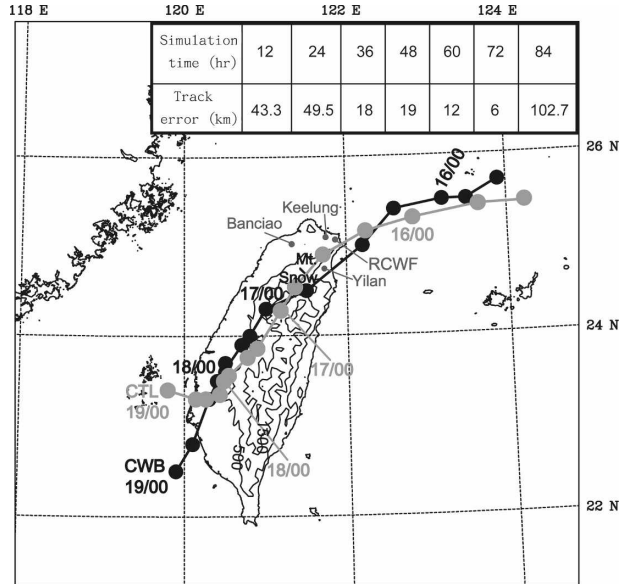 118 E 120 E 122 E 124 E
Simulation time (hr) 12 24 36 48 60 72 84
Track error (km) 43.3 49.5 18 19 12 6 102.7
26 N
16/00
Keelung
Banciao
16/00
RCWF
Mt.
Snow
Yilan
17/00
24 N
18/00
17/00
CTL
19/00
1500
500
18/00
CWB
19/00
22 N